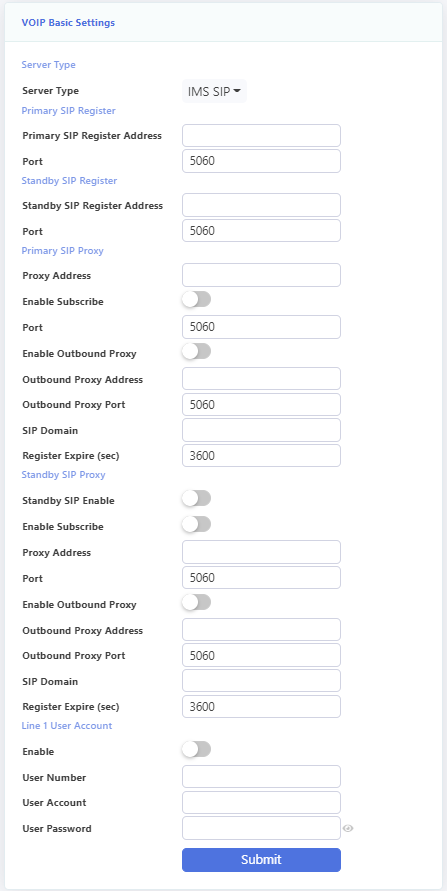 VOIP Basic Settings
Server Type
Server Type IMS SIP
Primary SIP Register
Primary SIP Register Address
Port 5060
Standby SIP Register
Standby SIP Register Address
Port 5060
Primary SIP Proxy
Proxy Address
Enable Subscribe
Port 5060
Enable Outbound Proxy
Outbound Proxy Address
Outbound Proxy Port 5060
SIP Domain
Register Expire (sec) 3600
Standby SIP Proxy
Standby SIP Enable
Enable Subscribe
Proxy Address
Port 5060
Enable Outbound Proxy
Outbound Proxy Address
Outbound Proxy Port 5060
SIP Domain
Register Expire (sec) 3600
Line 1 User Account
Enable
User Number
User Account
User Password
Submit